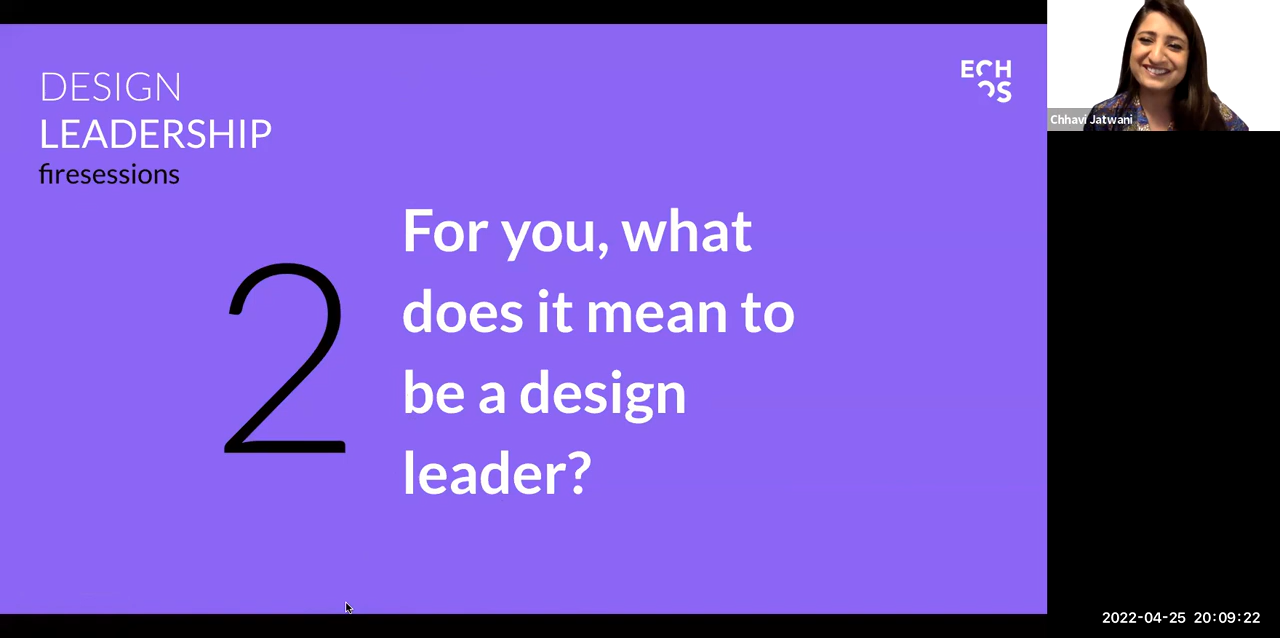 DESIGN
LEADERSHIP
firesessions
ECH
OS
2
For you, what
does it mean to
be a design
leader?
Chhavi Jatwani
2022-04-25 20:09:22